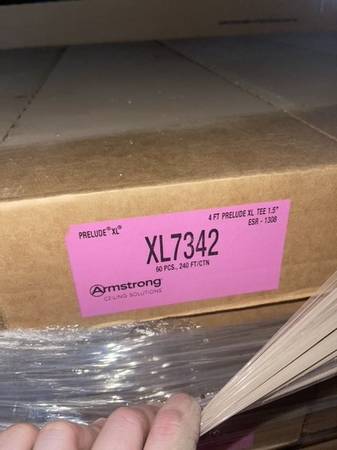 PRELUDE® XL®
4 FT PRELUDE XL TEE 1.5"
ESR - 1308
XL7342
60 PCS., 240 FT/CTN
Armstrong
CEILING SOLUTIONS